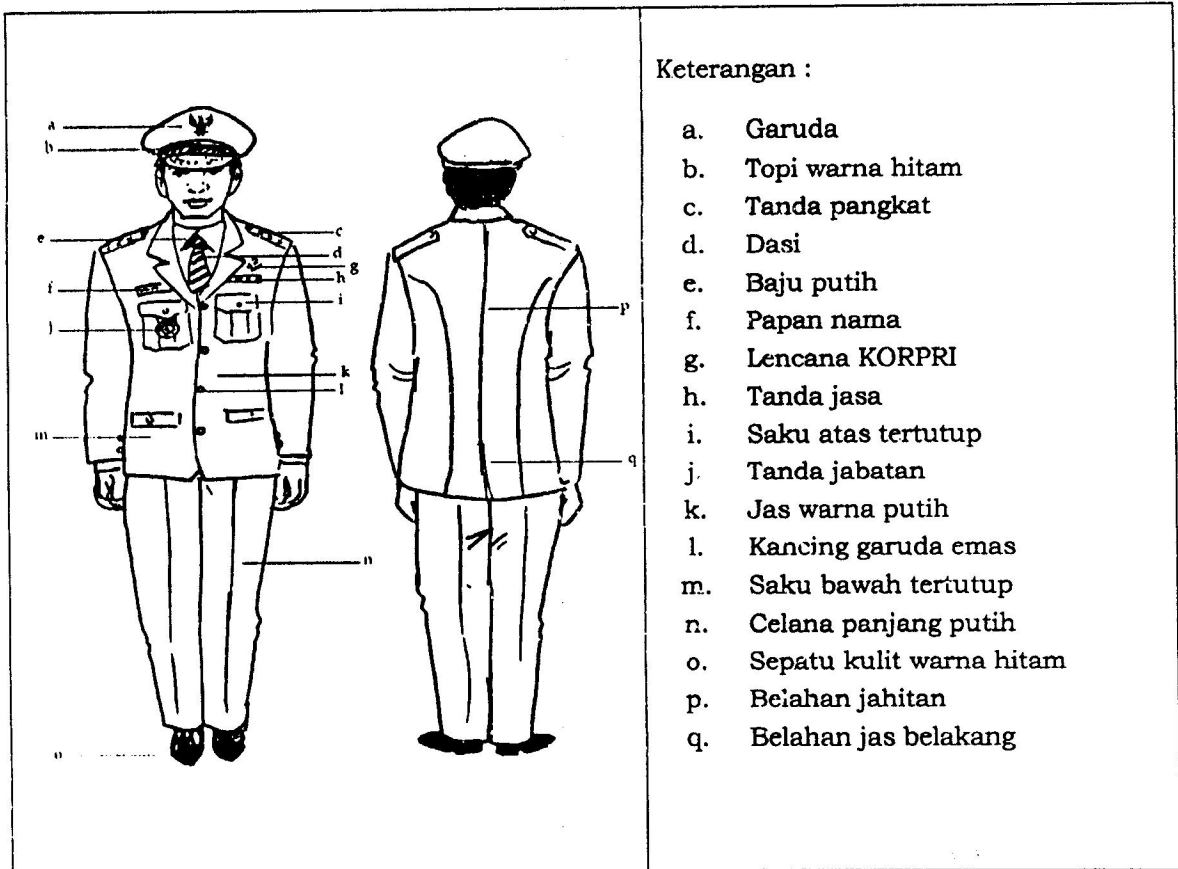 a
b
c
e
d
g
h
f
i
j
p
k
l
m
q
n
o
Keterangan :
a. Garuda
b. Topi warna hitam
c. Tanda pangkat
d. Dasi
e. Baju putih
f. Papan nama
g. Lencana KORPRI
h. Tanda jasa
i. Saku atas tertutup
j. Tanda jabatan
k. Jas warna putih
l. Kancing garuda emas
m. Saku bawah tertutup
n. Celana panjang putih
o. Sepatu kulit warna hitam
p. Belahan jahitan
q. Belahan jas belakang